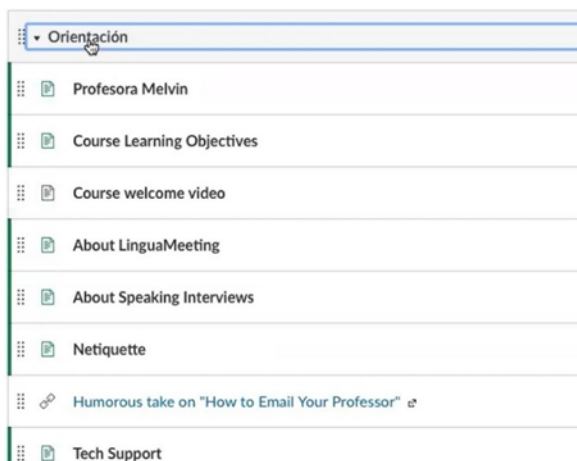 Orientación
Profesora Melvin
Course Learning Objectives
Course welcome video
About LinguaMeeting
About Speaking Interviews
Netiquette
Humorous take on "How to Email Your Professor"
Tech Support